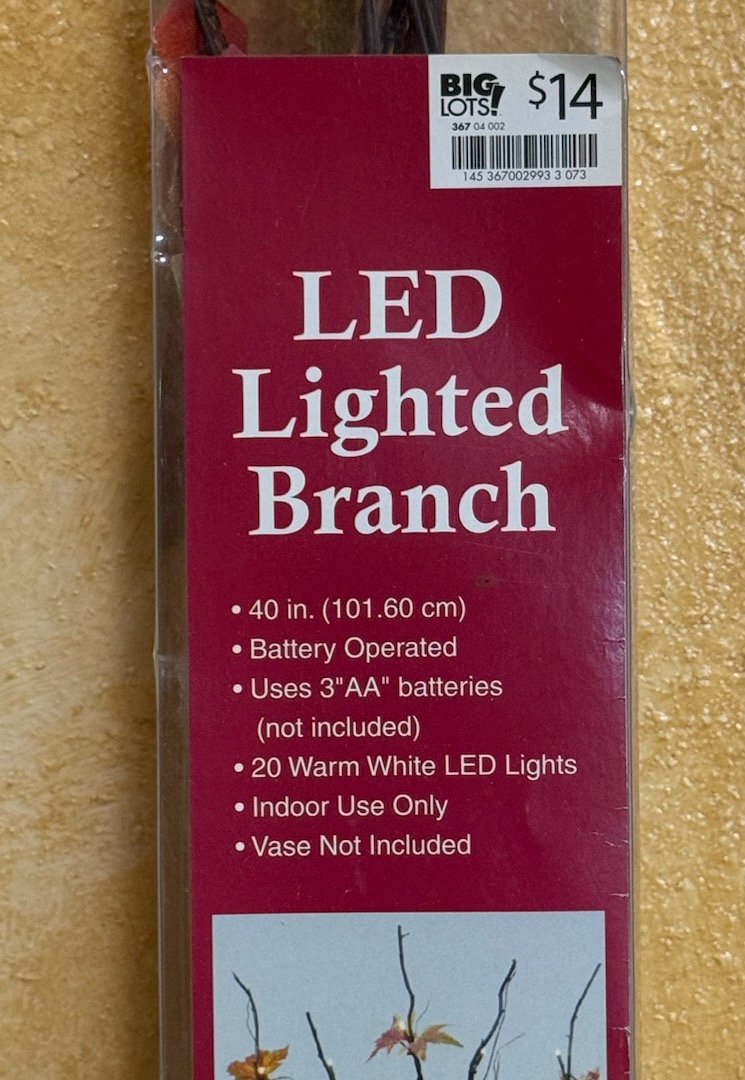 BIG
LOTS!
$14
367 04 002
145 367002993 3 073
LED
Lighted
Branch
• 40 in. (101.60 cm)
• Battery Operated
• Uses 3"AA" batteries
(not included)
• 20 Warm White LED Lights
• Indoor Use Only
• Vase Not Included